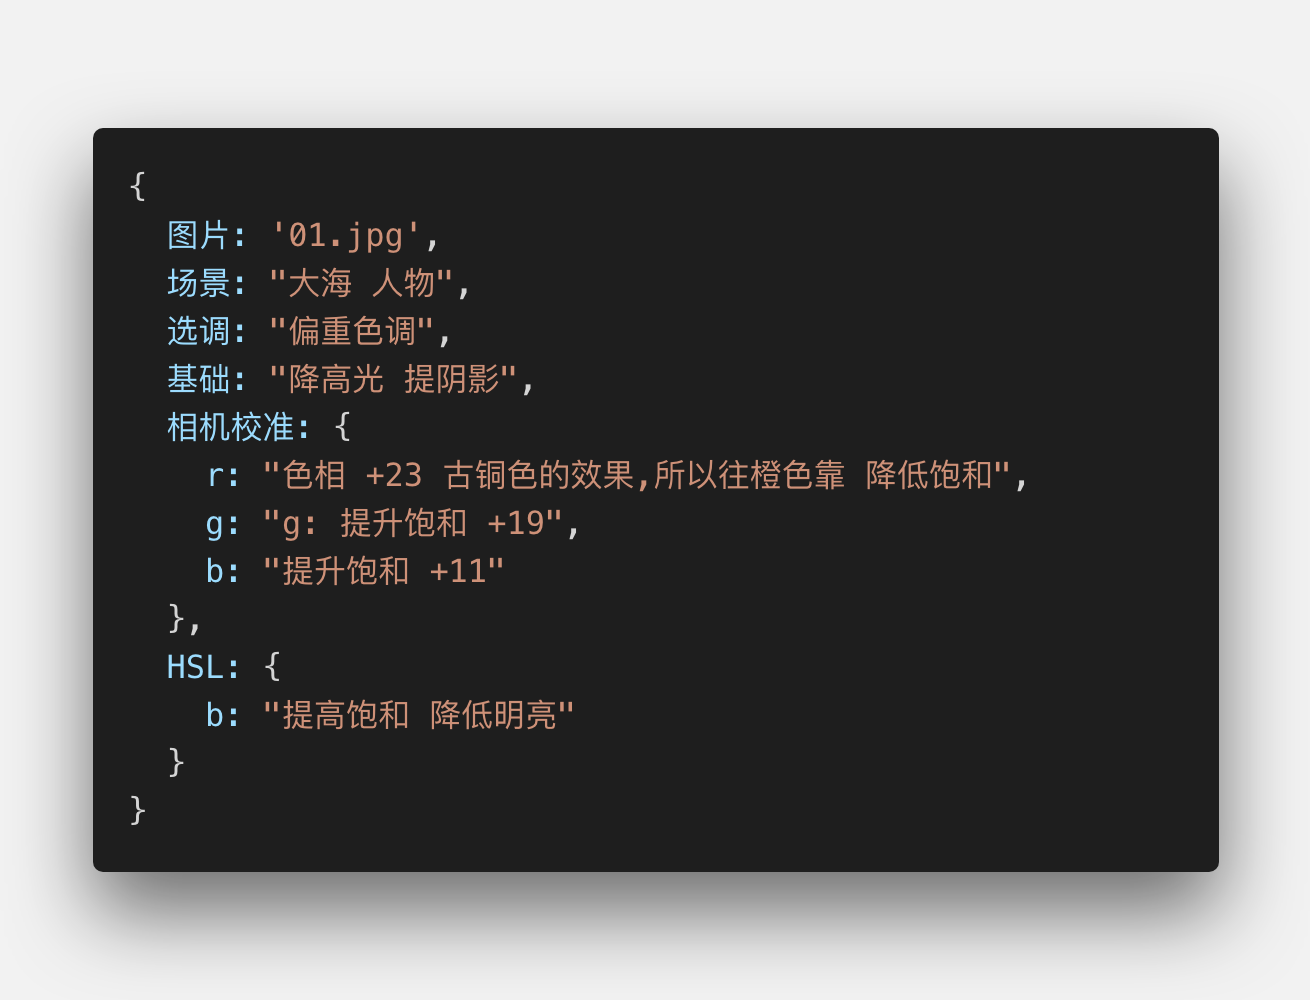 {
  图片: '01.jpg',
  场景: "大海 人物",
  选调: "偏重色调",
  基础: "降高光 提阴影",
  相机校准: {
    r: "色相 +23 古铜色的效果,所以往橙色靠 降低饱和",
    g: "g: 提升饱和 +19",
    b: "提升饱和 +11"
  },
  HSL: {
    b: "提高饱和 降低明亮"
  }
}